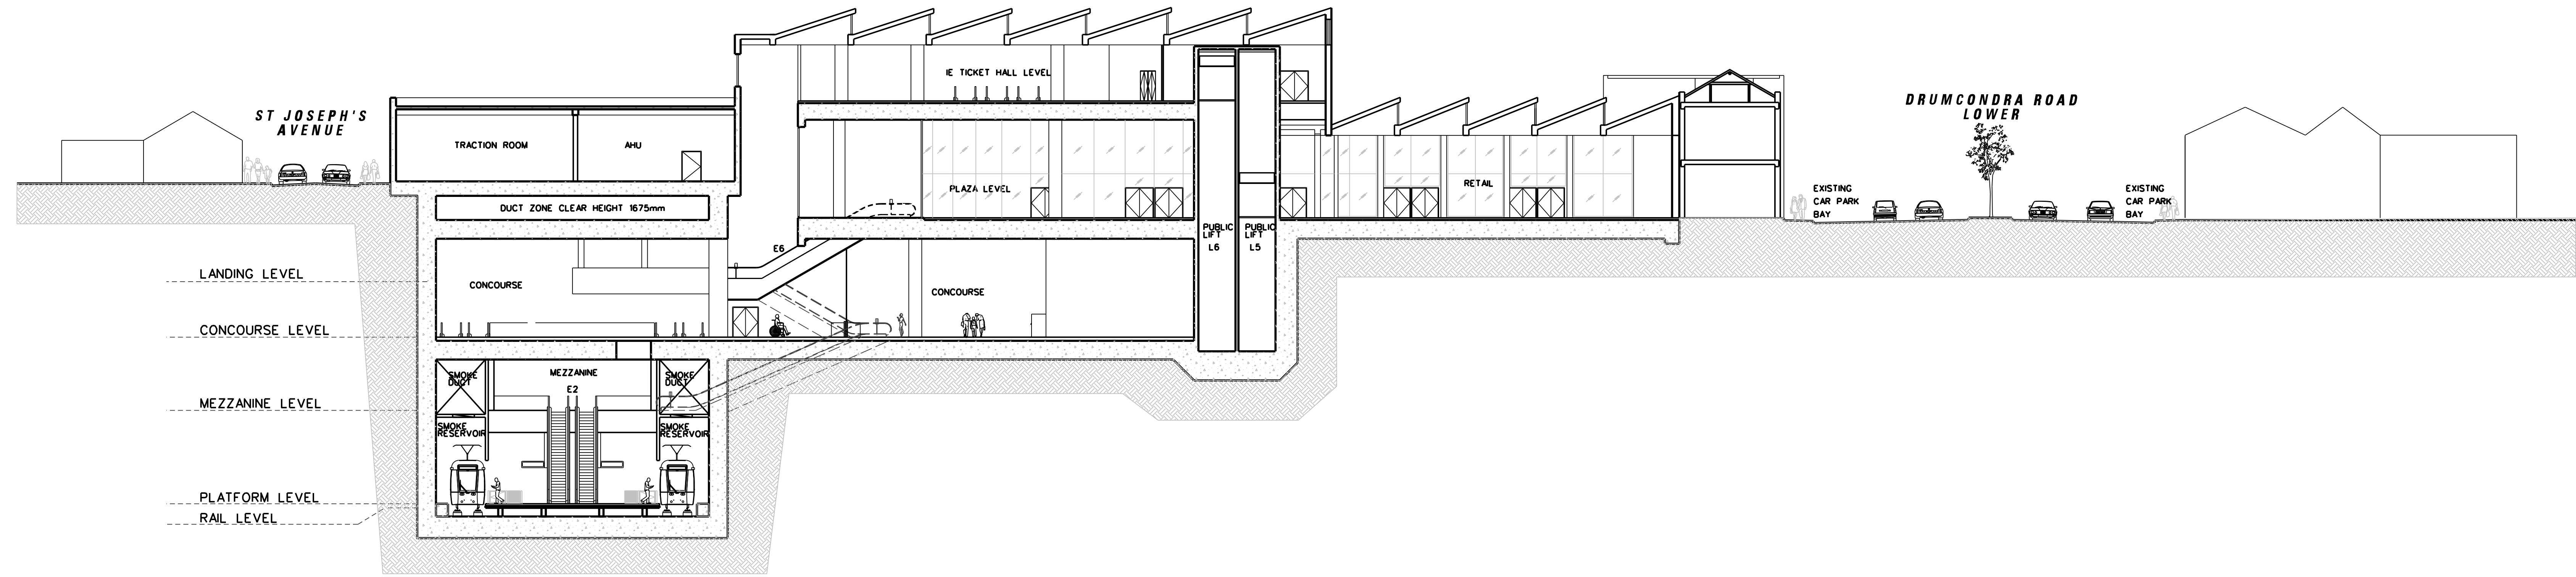 IE TICKET HALL LEVEL
ST JOSEPH'S
AVENUE
DRUMCONDRA ROAD
LOWER
TRACTION ROOM
AHU
PLAZA LEVEL
RETAIL
EXISTING
CAR PARK
BAY
EXISTING
CAR PARK
BAY
DUCT ZONE CLEAR HEIGHT 1675mm
PUBLIC
LIFT
L6
PUBLIC
LIFT
L5
E6
LANDING LEVEL
CONCOURSE
CONCOURSE
CONCOURSE LEVEL
SMOKE
DUCT
MEZZANINE
E2
SMOKE
DUCT
MEZZANINE LEVEL
SMOKE
RESERVOIR
SMOKE
RESERVOIR
PLATFORM LEVEL
RAIL LEVEL